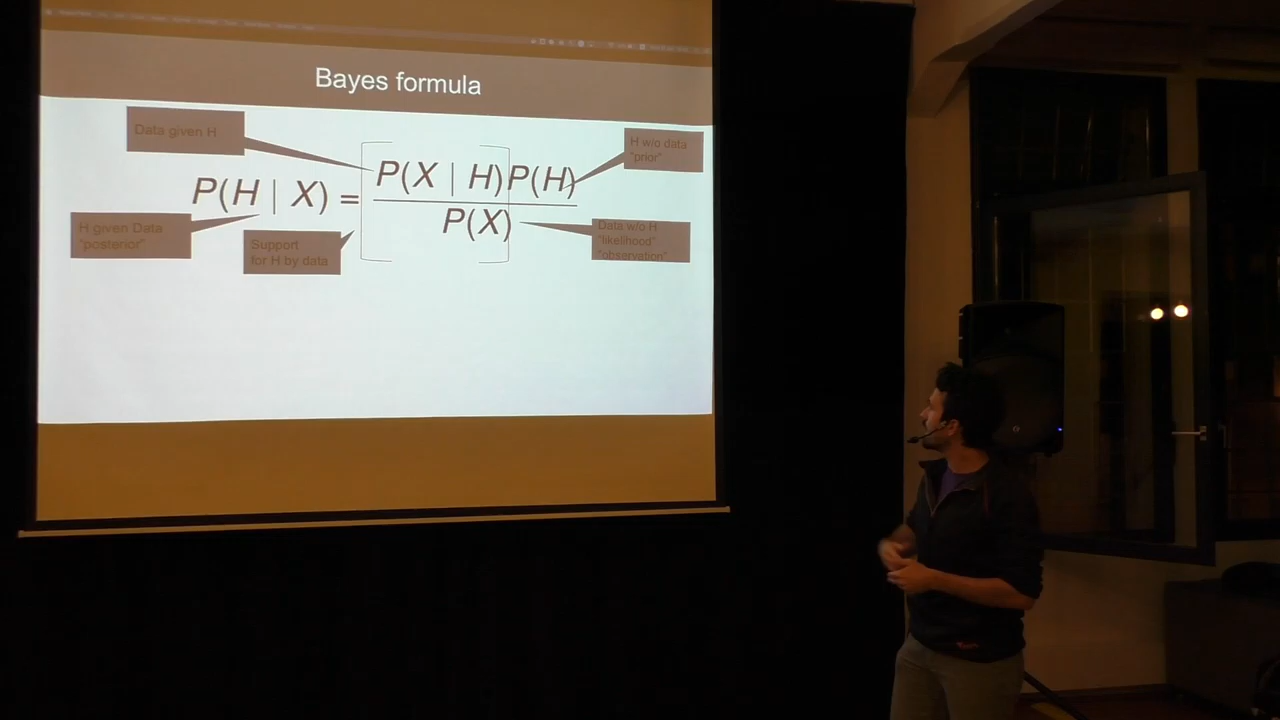 Bayes formula
Data given H
H w/o data
"prior"
P(H | X) = P(X | H) P(H)
P(X)
H given Data
"posterior"
Support
for H by data
Data w/o H
"likelihood"
"observation"